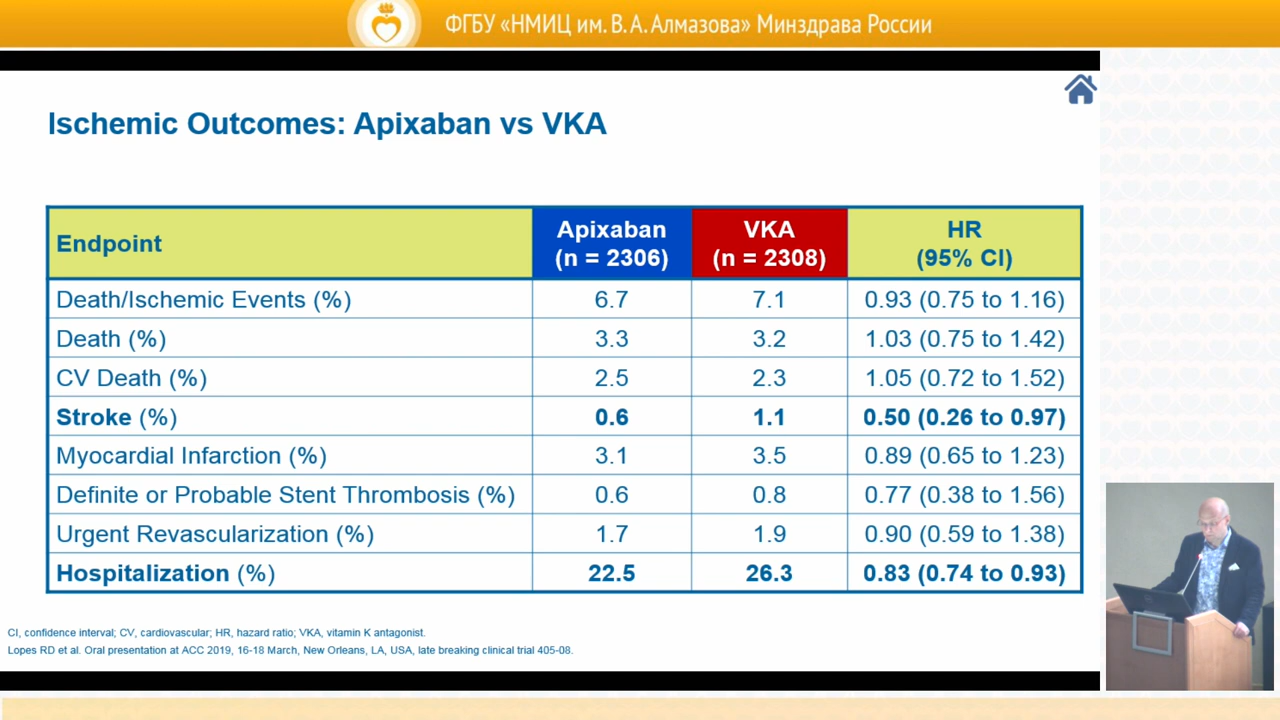 ФГБУ «НМИЦ им. В. А. Алмазова» Минздрава России
Ischemic Outcomes: Apixaban vs VKA
Endpoint Apixaban (n = 2306) VKA (n = 2308) HR (95% CI)
Death/Ischemic Events (%) 6.7 7.1 0.93 (0.75 to 1.16)
Death (%) 3.3 3.2 1.03 (0.75 to 1.42)
CV Death (%) 2.5 2.3 1.05 (0.72 to 1.52)
Stroke (%) 0.6 1.1 0.50 (0.26 to 0.97)
Myocardial Infarction (%) 3.1 3.5 0.89 (0.65 to 1.23)
Definite or Probable Stent Thrombosis (%) 0.6 0.8 0.77 (0.38 to 1.56)
Urgent Revascularization (%) 1.7 1.9 0.90 (0.59 to 1.38)
Hospitalization (%) 22.5 26.3 0.83 (0.74 to 0.93)
CI, confidence interval; CV, cardiovascular; HR, hazard ratio; VKA, vitamin K antagonist.
Lopes RD et al. Oral presentation at ACC 2019, 16-18 March, New Orleans, LA, USA, late breaking clinical trial 405-08.